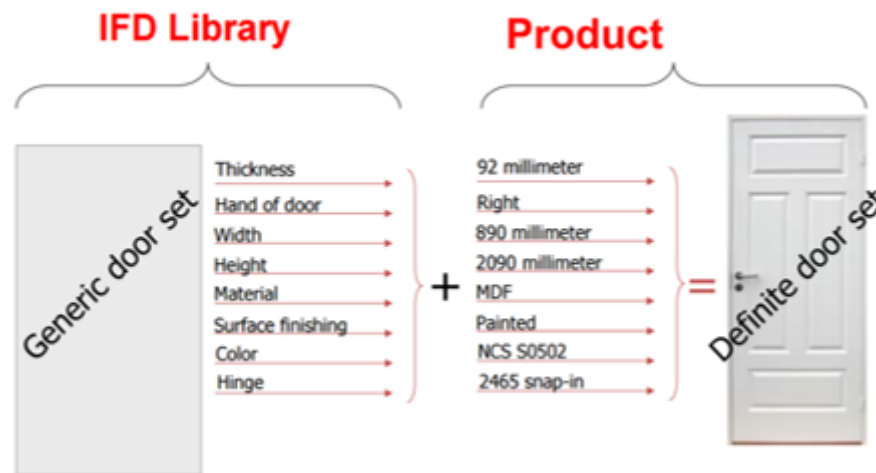 IFD Library
Product
Generic door set
Thickness
Hand of door
Width
Height
Material
Surface finishing
Color
Hinge
+
92 millimeter
Right
890 millimeter
2090 millimeter
MDF
Painted
NCS S0502
2465 snap-in
=
Definite door set